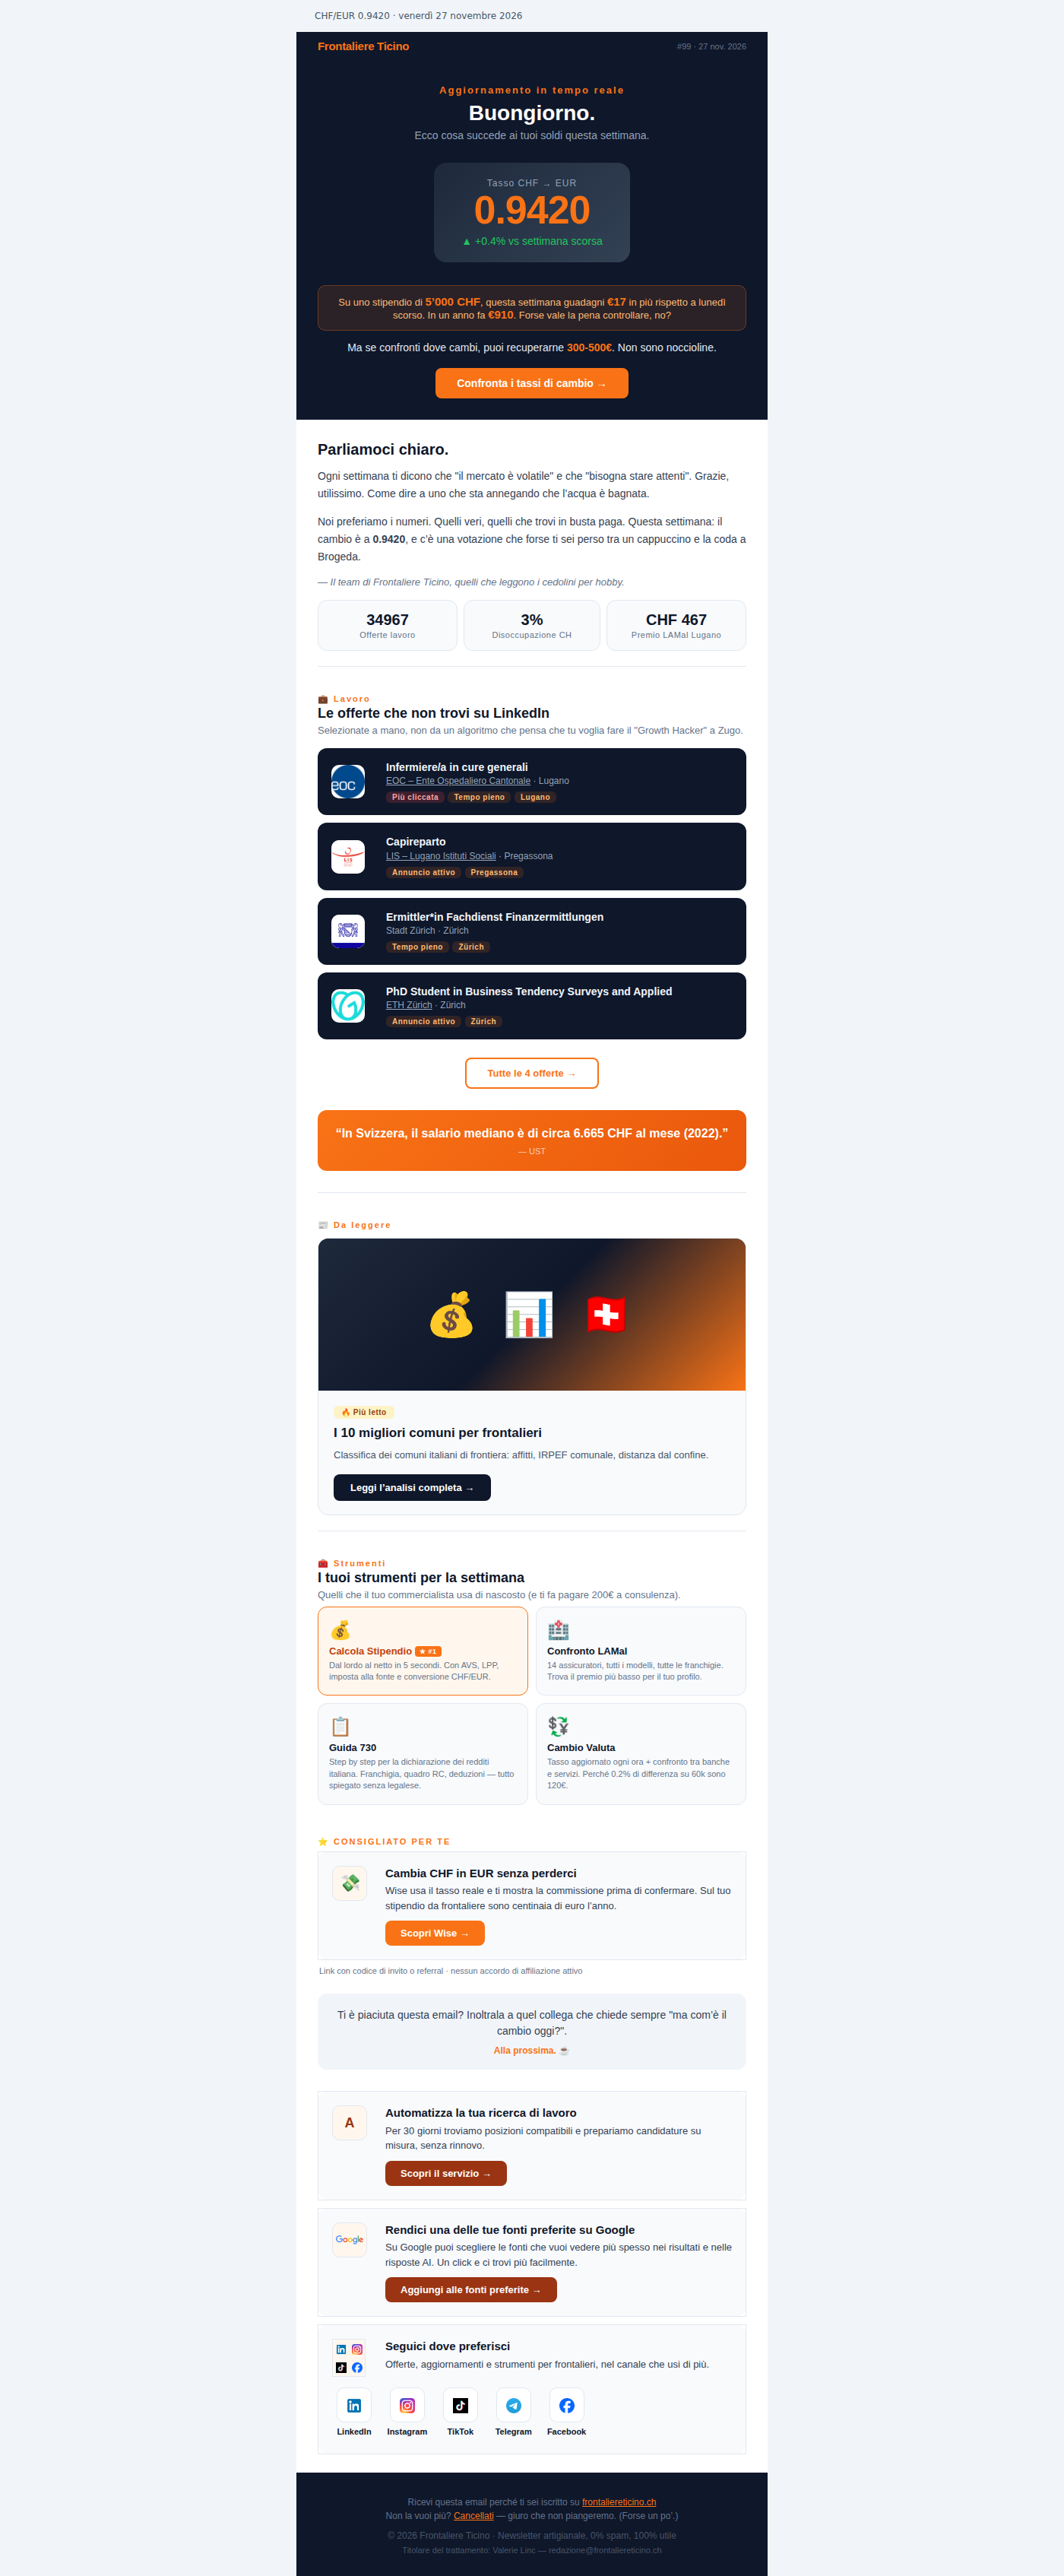 CHF/EUR 0.9420 · venerdì 27 novembre 2026
Frontaliere Ticino
#99 · 27 nov. 2026
Aggiornamento in tempo reale
Buongiorno.
Ecco cosa succede ai tuoi soldi questa settimana.
Tasso CHF → EUR
0.9420
▲ +0.4% vs settimana scorsa
Su uno stipendio di 5'000 CHF, questa settimana guadagni €17 in più rispetto a lunedì
scorso. In un anno fa €910. Forse vale la pena controllare, no?
Ma se confronti dove cambi, puoi recuperarne 300-500€. Non sono noccioline.
Confronta i tassi di cambio →
Parliamoci chiaro.
Ogni settimana ti dicono che "il mercato è volatile" e che "bisogna stare attenti". Grazie,
utilissimo. Come dire a uno che sta annegando che l'acqua è bagnata.
Noi preferiamo i numeri. Quelli veri, quelli che trovi in busta paga. Questa settimana: il
cambio è a 0.9420, e c'è una votazione che forse ti sei perso tra un cappuccino e la coda a
Brogeda.
— Il team di Frontaliere Ticino, quelli che leggono i cedolini per hobby.
34967
Offerte lavoro
3%
Disoccupazione CH
CHF 467
Premio LAMal Lugano
💼 Lavoro
Le offerte che non trovi su LinkedIn
Selezionate a mano, non da un algoritmo che pensa che tu voglia fare il "Growth Hacker" a Zugo.
eoc
Infermiere/a in cure generali
EOC – Ente Ospedaliero Cantonale · Lugano
Più cliccata Tempo pieno Lugano
LIS
Capireparto
LIS – Lugano Istituti Sociali · Pregassona
Annuncio attivo Pregassona
Ermittler*in Fachdienst Finanzermittlungen
Stadt Zürich · Zürich
Tempo pieno Zürich
PhD Student in Business Tendency Surveys and Applied
ETH Zürich · Zürich
Annuncio attivo Zürich
Tutte le 4 offerte →
“In Svizzera, il salario mediano è di circa 6.665 CHF al mese (2022).”
— UST
📰 Da leggere
💰 📊 🇨🇭
🔥 Più letto
I 10 migliori comuni per frontalieri
Classifica dei comuni italiani di frontiera: affitti, IRPEF comunale, distanza dal confine.
Leggi l'analisi completa →
🧰 Strumenti
I tuoi strumenti per la settimana
Quelli che il tuo commercialista usa di nascosto (e ti fa pagare 200€ a consulenza).
💰
Calcola Stipendio ★ #1
Dal lordo al netto in 5 secondi. Con AVS, LPP,
imposta alla fonte e conversione CHF/EUR.
🏥
Confronto LAMal
14 assicuratori, tutti i modelli, tutte le franchigie.
Trova il premio più basso per il tuo profilo.
📋
Guida 730
Step by step per la dichiarazione dei redditi
italiana. Franchigia, quadro RC, deduzioni — tutto
spiegato senza legalese.
💱
Cambio Valuta
Tasso aggiornato ogni ora + confronto tra banche
e servizi. Perché 0.2% di differenza su 60k sono
120€.
⭐ CONSIGLIATO PER TE
💸
Cambia CHF in EUR senza perderci
Wise usa il tasso reale e ti mostra la commissione prima di confermare. Sul tuo
stipendio da frontaliere sono centinaia di euro l'anno.
Scopri Wise →
Link con codice di invito o referral · nessun accordo di affiliazione attivo
Ti è piaciuta questa email? Inoltrala a quel collega che chiede sempre "ma com'è il
cambio oggi?".
Alla prossima. ☕
A
Automatizza la tua ricerca di lavoro
Per 30 giorni troviamo posizioni compatibili e prepariamo candidature su
misura, senza rinnovo.
Scopri il servizio →
Google
Rendici una delle tue fonti preferite su Google
Su Google puoi scegliere le fonti che vuoi vedere più spesso nei risultati e nelle
risposte AI. Un click e ci trovi più facilmente.
Aggiungi alle fonti preferite →
Seguici dove preferisci
Offerte, aggiornamenti e strumenti per frontalieri, nel canale che usi di più.
LinkedIn
Instagram
TikTok
Telegram
Facebook
Ricevi questa email perché ti sei iscritto su frontaliereticino.ch
Non la vuoi più? Cancellati — giuro che non piangeremo. (Forse un po'.)
© 2026 Frontaliere Ticino · Newsletter artigianale, 0% spam, 100% utile
Titolare del trattamento: Valerie Linc — redazione@frontaliereticino.ch